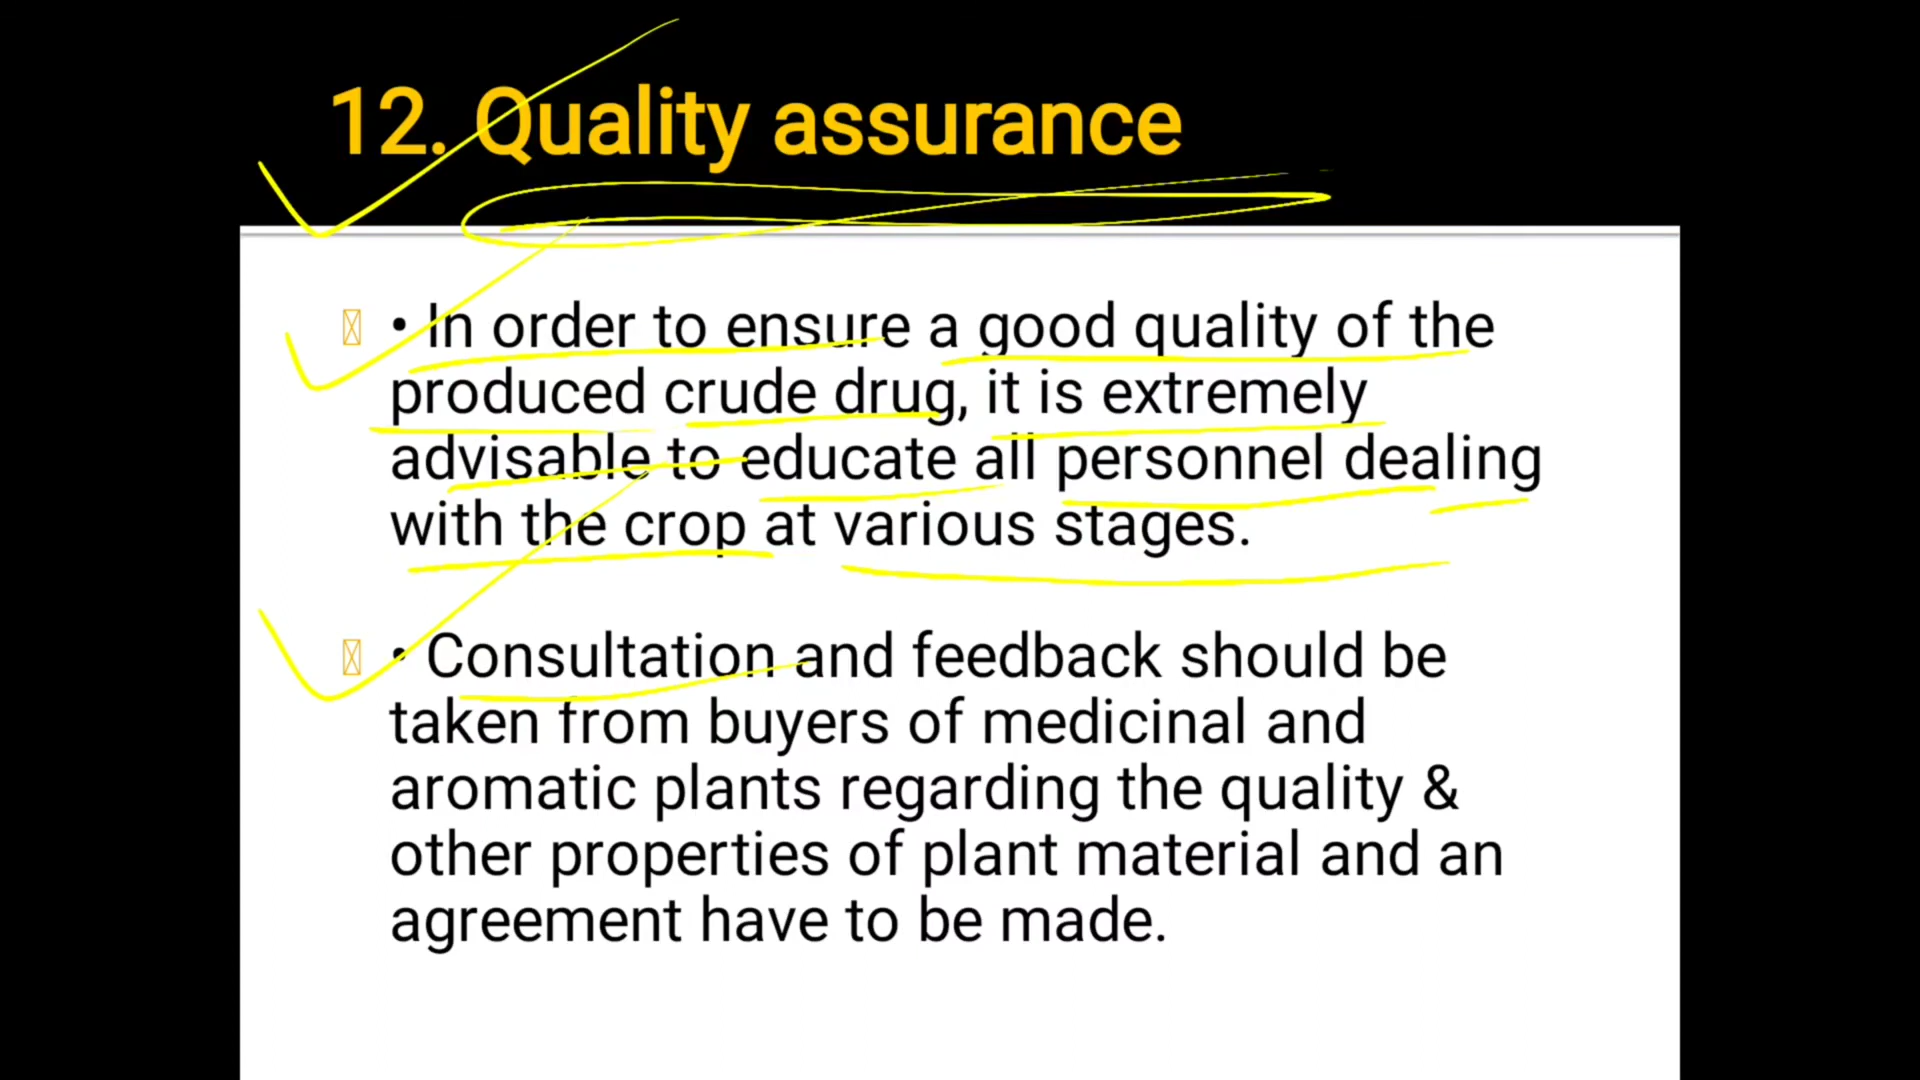 12. Quality assurance
• In order to ensure a good quality of the
produced crude drug, it is extremely
advisable to educate all personnel dealing
with the crop at various stages.
• Consultation and feedback should be
taken from buyers of medicinal and
aromatic plants regarding the quality &
other properties of plant material and an
agreement have to be made.